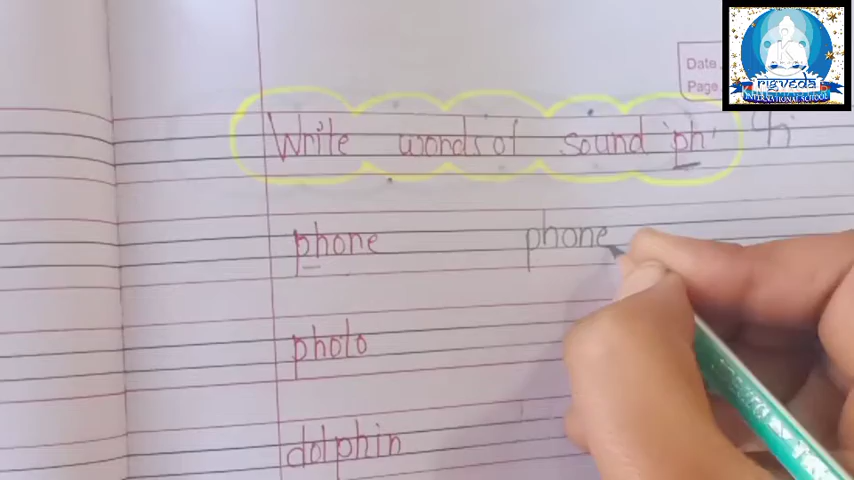 RIGVEDA
INTERNATIONAL SCHOOL
Date
Page
Write words of sound 'ph' फ
phone phone
photo
dolphin